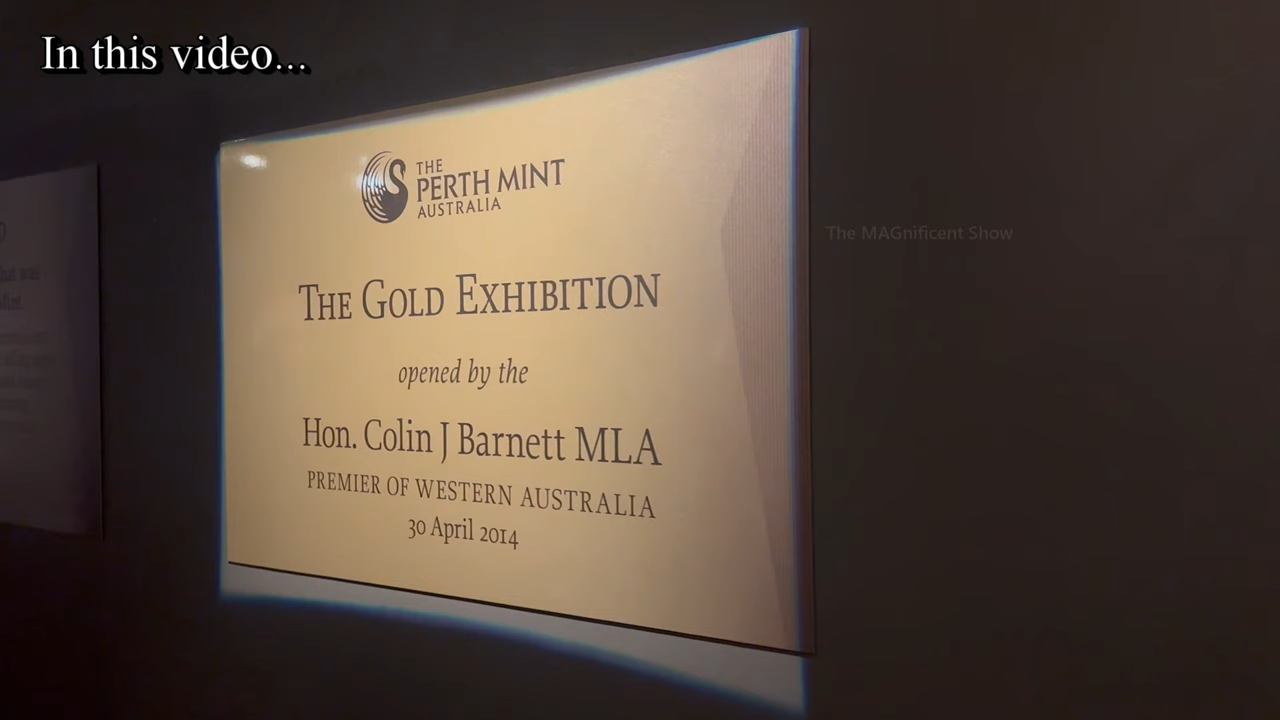 In this video...
THE
PERTH MINT
AUSTRALIA
THE GOLD EXHIBITION
opened by the
Hon. Colin J Barnett MLA
PREMIER OF WESTERN AUSTRALIA
30 April 2014
The MAGnificent Show